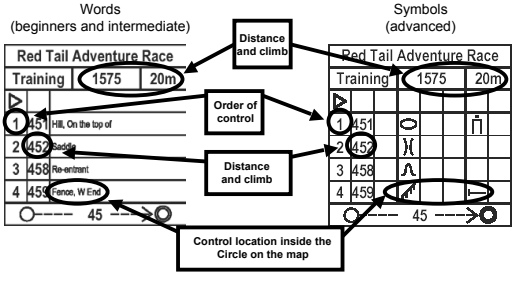 Words
(beginners and intermediate)
Symbols
(advanced)
Red Tail Adventure Race
Training 1575 20m
1 451 Hill, On the top of
2 452 Saddle
3 458 Re-entrant
4 459 Fence, W End
45
Distance
and climb
Order of
control
Distance
and climb
Control location inside the
Circle on the map
Red Tail Adventure Race
Training 1575 20m
1 451
2 452
3 458
4 459
45